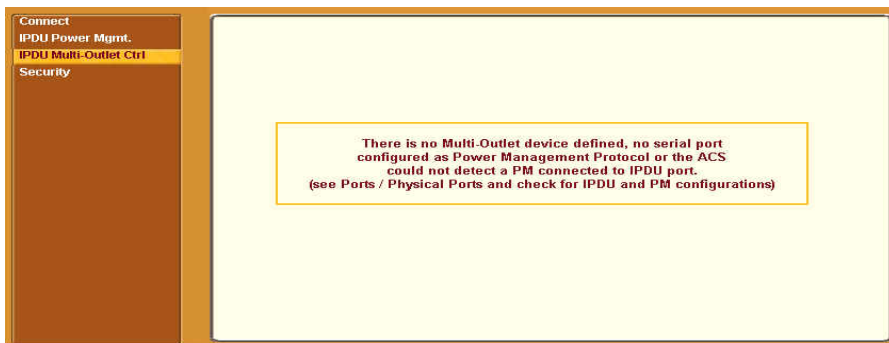 Connect
IPDU Power Mgmt.
IPDU Multi-Outlet Ctrl
Security
There is no Multi-Outlet device defined, no serial port
configured as Power Management Protocol or the ACS
could not detect a PM connected to IPDU port.
(see Ports / Physical Ports and check for IPDU and PM configurations)